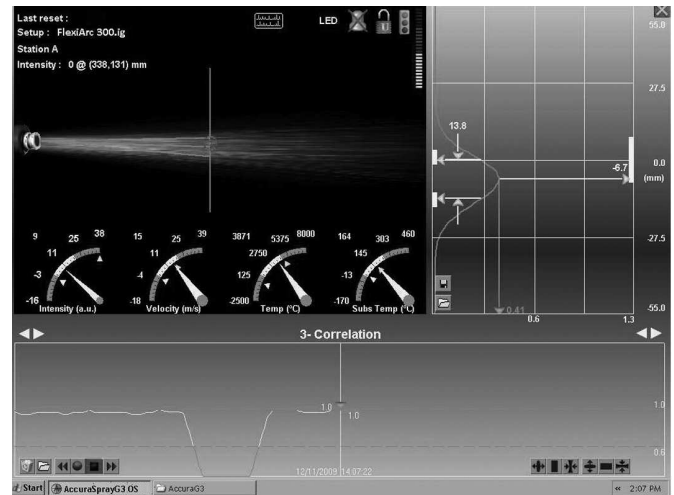 Last reset :
Setup : FlexiArc 300.ig
Station A
Intensity : 0 @ (338,131) mm
LED
55.0
27.5
13.8
0.0
-6.7
(mm)
-27.5
-55.0
0.41
0.6
1.3
9
25
38
11
-3
-16
Intensity (a.u.)
15
25
39
11
-4
-18
Velocity (m/s)
3871
5375
8000
2750
125
-2500
Temp (°C)
164
303
460
145
-13
-170
Subs Temp (°C)
3- Correlation
1.0
1.0
1.0
0.6
12/11/2009 14:07:22
Start
AccuraSprayG3 OS
AccuraG3
2:07 PM